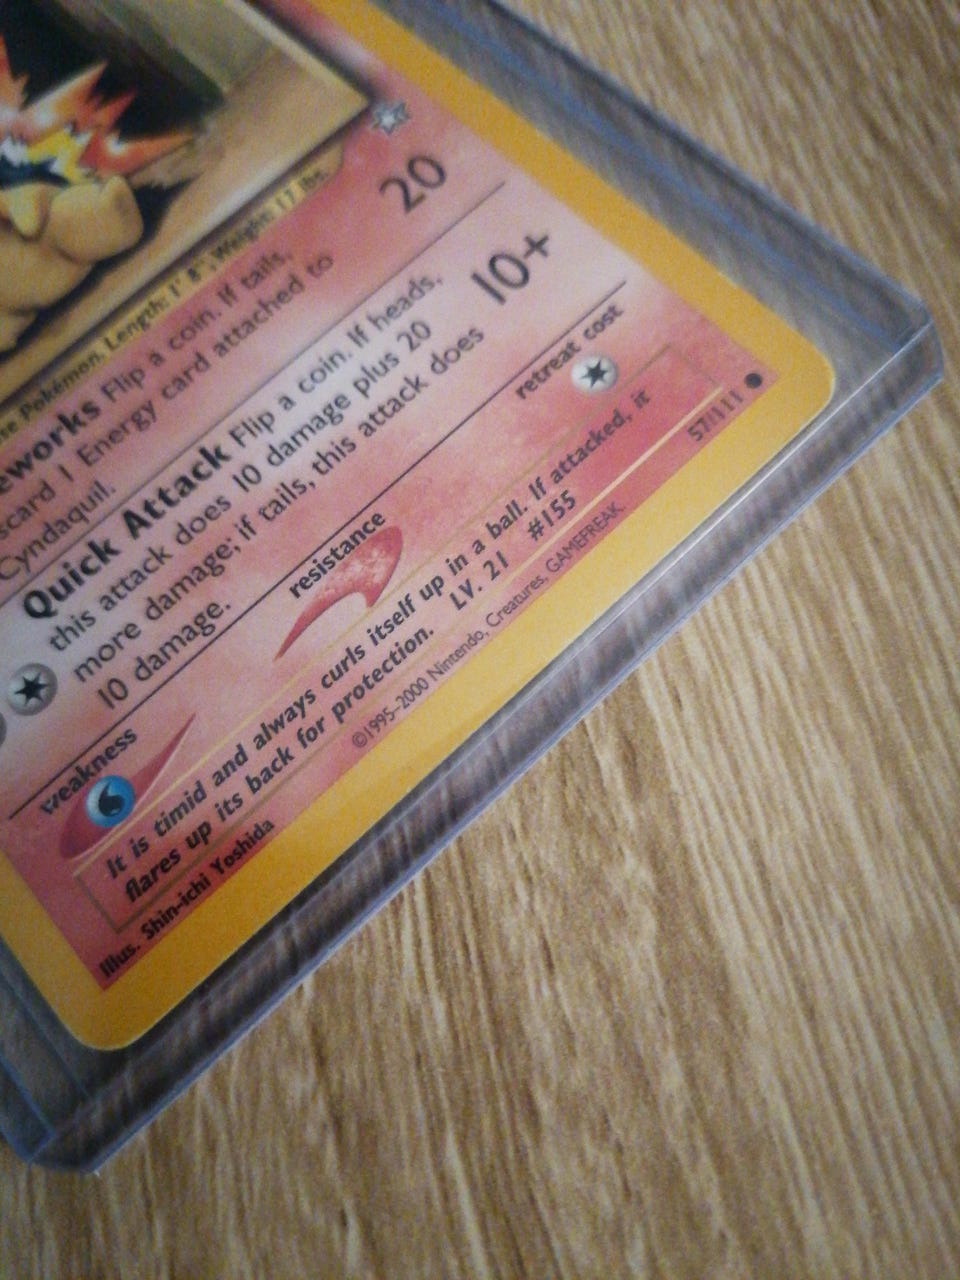 se Pokémon. Length: 1' 8", Weight: 17 lbs.
eworks Flip a coin. If tails,
scard 1 Energy card attached to
Cyndaquil.
20
Quick Attack Flip a coin. If heads,
this attack does 10 damage plus 20
more damage; if tails, this attack does
10 damage.
10+
weakness
resistance
retreat cost
It is timid and always curls itself up in a ball. If attacked, it
flares up its back for protection. LV. 21 #155
Illus. Shin-ichi Yoshida
©1995-2000 Nintendo, Creatures, GAMEFREAK.
57/111